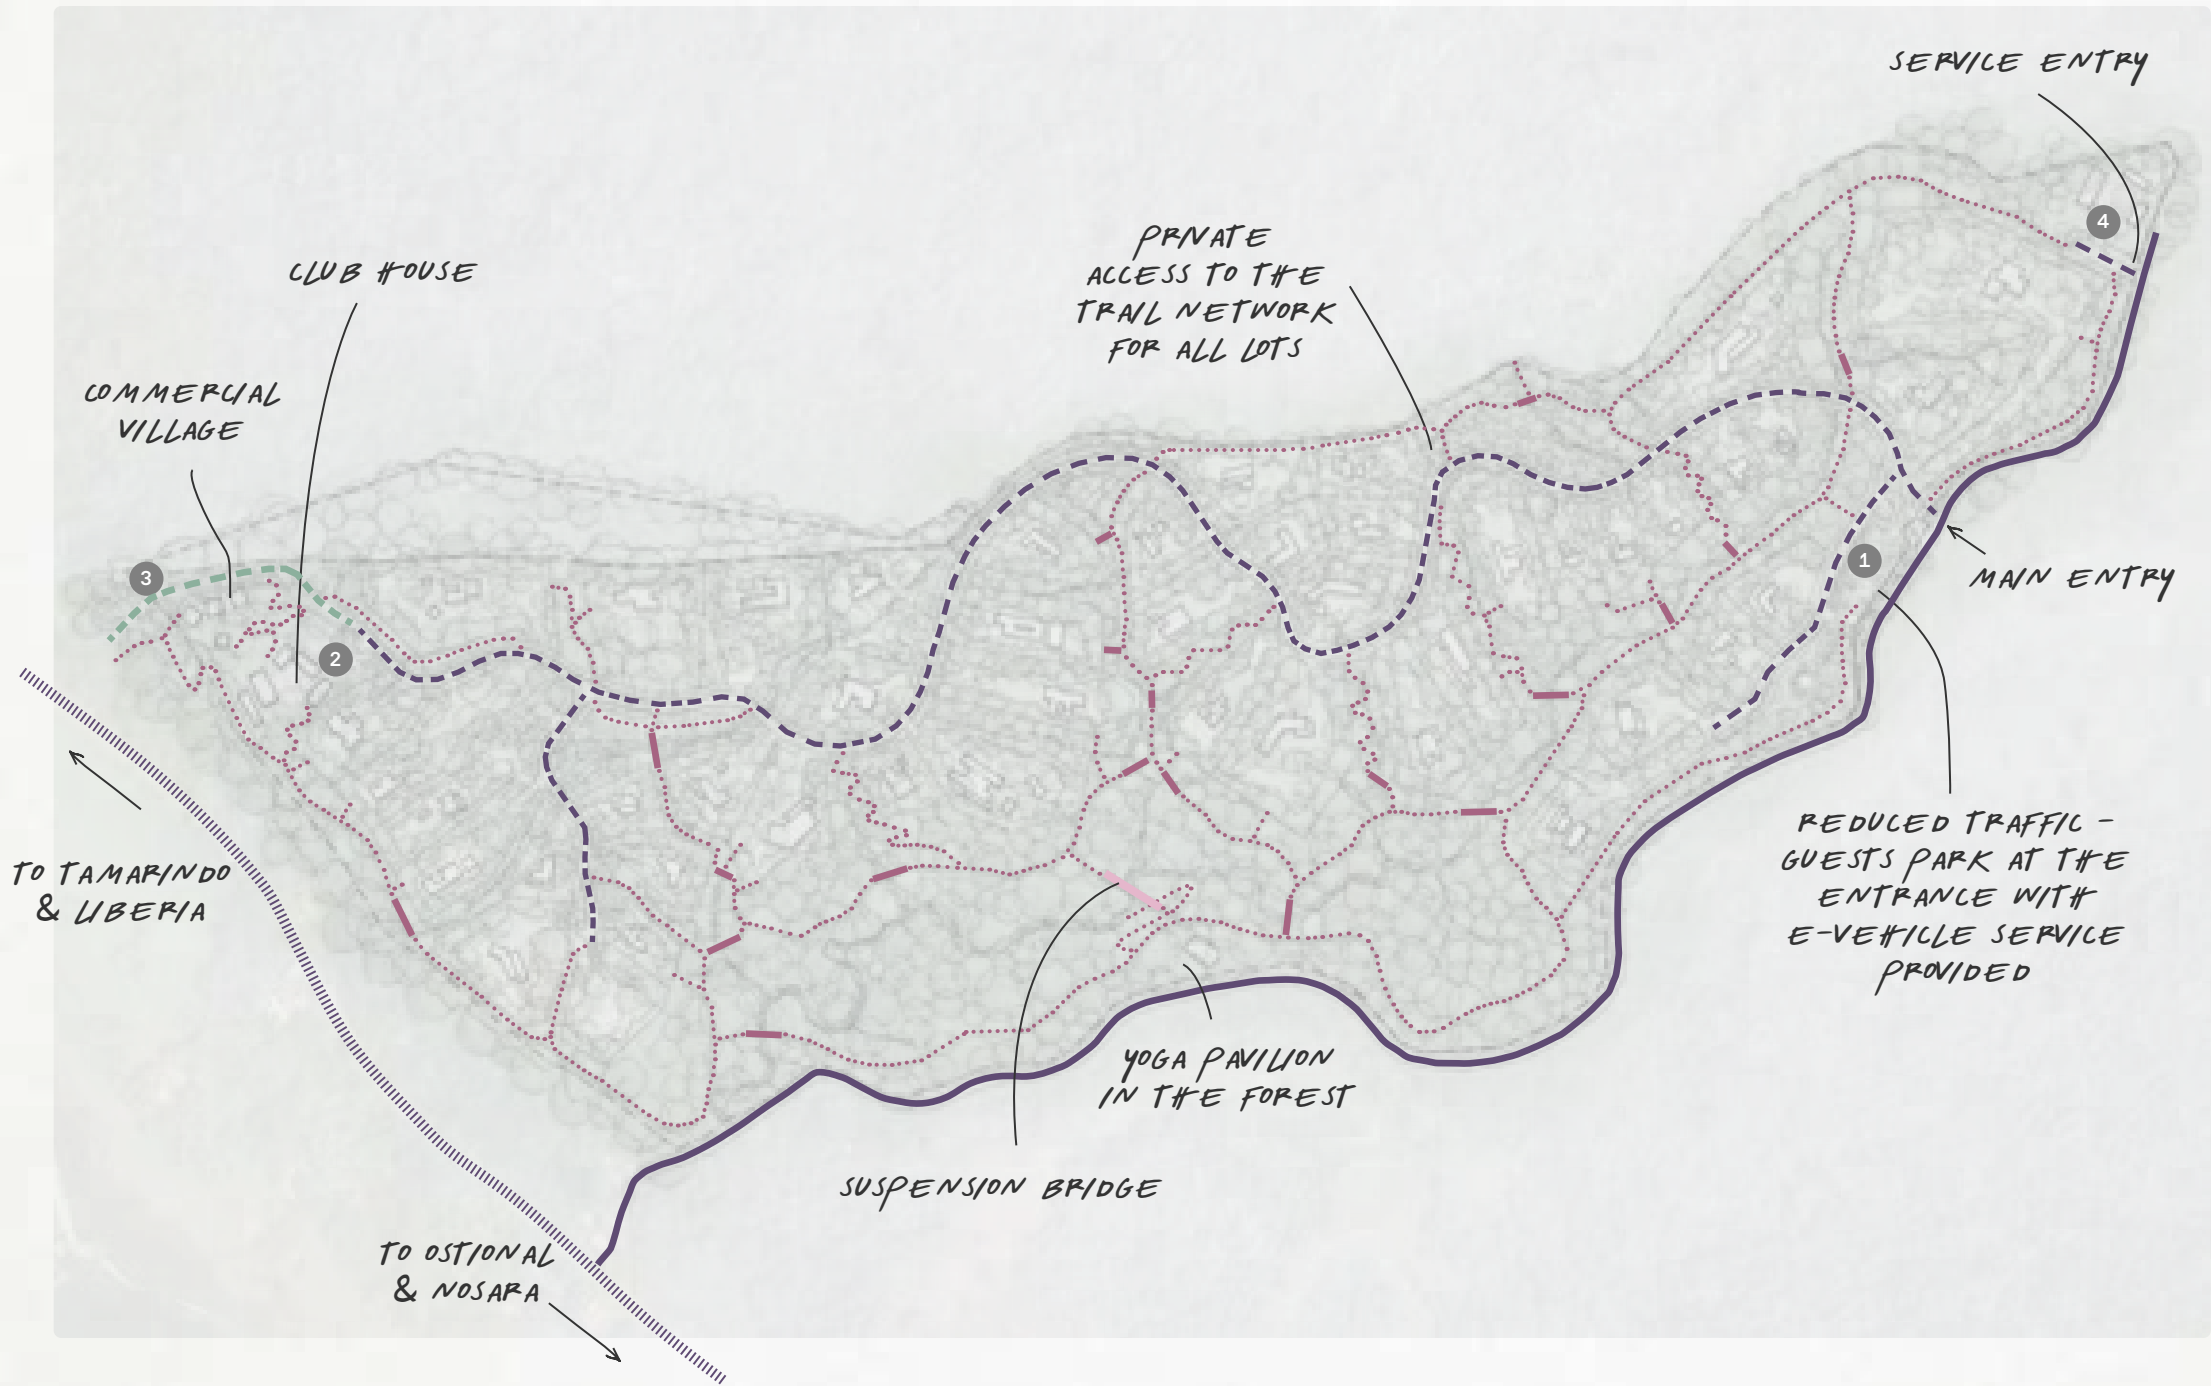 SERVICE ENTRY
4
PRIVATE
ACCESS TO THE
TRAIL NETWORK
FOR ALL LOTS
CLUB HOUSE
COMMERCIAL
VILLAGE
3
2
1
MAIN ENTRY
REDUCED TRAFFIC -
GUESTS PARK AT THE
ENTRANCE WITH
E-VEHICLE SERVICE
PROVIDED
TO TAMARINDO
& LIBERIA
YOGA PAVILION
IN THE FOREST
SUSPENSION BRIDGE
TO OSTIONAL
& NOSARA